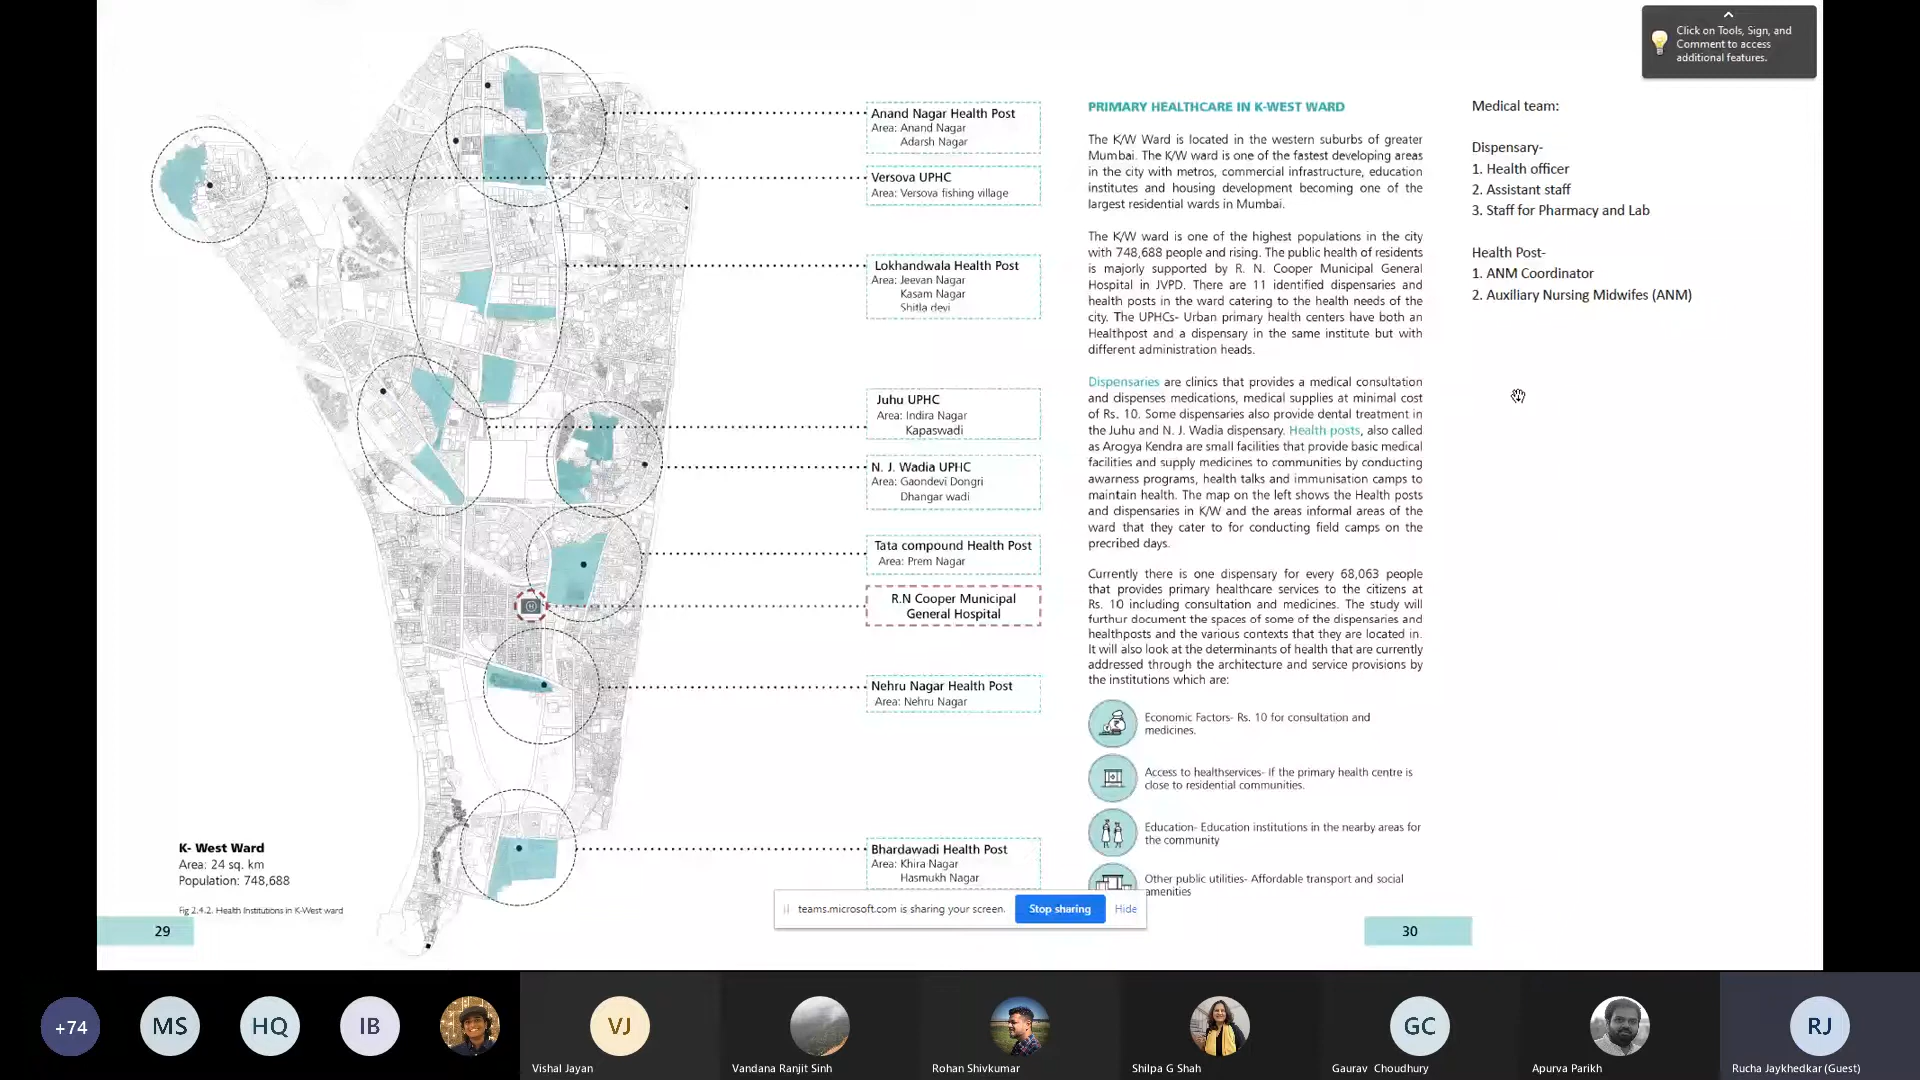 Click on Tools, Sign, and
Comment to access
additional features.
Anand Nagar Health Post
Area: Anand Nagar
Adarsh Nagar
Versova UPHC
Area: Versova fishing village
Lokhandwala Health Post
Area: Jeevan Nagar
Kasam Nagar
Shitla devi
Juhu UPHC
Area: Indira Nagar
Kapaswadi
N. J. Wadia UPHC
Area: Gaondevi Dongri
Dhangar wadi
Tata compound Health Post
Area: Prem Nagar
R.N Cooper Municipal
General Hospital
Nehru Nagar Health Post
Area: Nehru Nagar
Bhardawadi Health Post
Area: Khira Nagar
Hasmukh Nagar
K- West Ward
Area: 24 sq. km
Population: 748,688
Fig 2.4.2. Health Institutions in K-West ward
29
PRIMARY HEALTHCARE IN K-WEST WARD
The K/W Ward is located in the western suburbs of greater
Mumbai. The K/W ward is one of the fastest developing areas
in the city with metros, commercial infrastructure, education
institutes and housing development becoming one of the
largest residential wards in Mumbai.
The K/W ward is one of the highest populations in the city
with 748,688 people and rising. The public health of residents
is majorly supported by R. N. Cooper Municipal General
Hospital in JVPD. There are 11 identified dispensaries and
health posts in the ward catering to the health needs of the
city. The UPHCs- Urban primary health centers have both an
Healthpost and a dispensary in the same institute but with
different administration heads.
Dispensaries are clinics that provides a medical consultation
and dispenses medications, medical supplies at minimal cost
of Rs. 10. Some dispensaries also provide dental treatment in
the Juhu and N. J. Wadia dispensary. Health posts, also called
as Arogya Kendra are small facilities that provide basic medical
facilities and supply medicines to communities by conducting
awarness programs, health talks and immunisation camps to
maintain health. The map on the left shows the Health posts
and dispensaries in K/W and the areas informal areas of the
ward that they cater to for conducting field camps on the
precribed days.
Currently there is one dispensary for every 68,063 people
that provides primary healthcare services to the citizens at
Rs. 10 including consultation and medicines. The study will
furthur document the spaces of some of the dispensaries and
healthposts and the various contexts that they are located in.
It will also look at the determinants of health that are currently
addressed through the architecture and service provisions by
the institutions which are:
Economic Factors- Rs. 10 for consultation and
medicines.
Access to healthservices- If the primary health centre is
close to residential communities.
Education- Education institutions in the nearby areas for
the community
Other public utilities- Affordable transport and social
amenities
30
Medical team:
Dispensary-
1. Health officer
2. Assistant staff
3. Staff for Pharmacy and Lab
Health Post-
1. ANM Coordinator
2. Auxiliary Nursing Midwifes (ANM)
teams.microsoft.com is sharing your screen.
Stop sharing
Hide
+74
MS
HQ
IB
VJ
Vishal Jayan
Vandana Ranjit Sinh
Rohan Shivkumar
Shilpa G Shah
GC
Gaurav Choudhury
Apurva Parikh
RJ
Rucha Jaykhedkar (Guest)